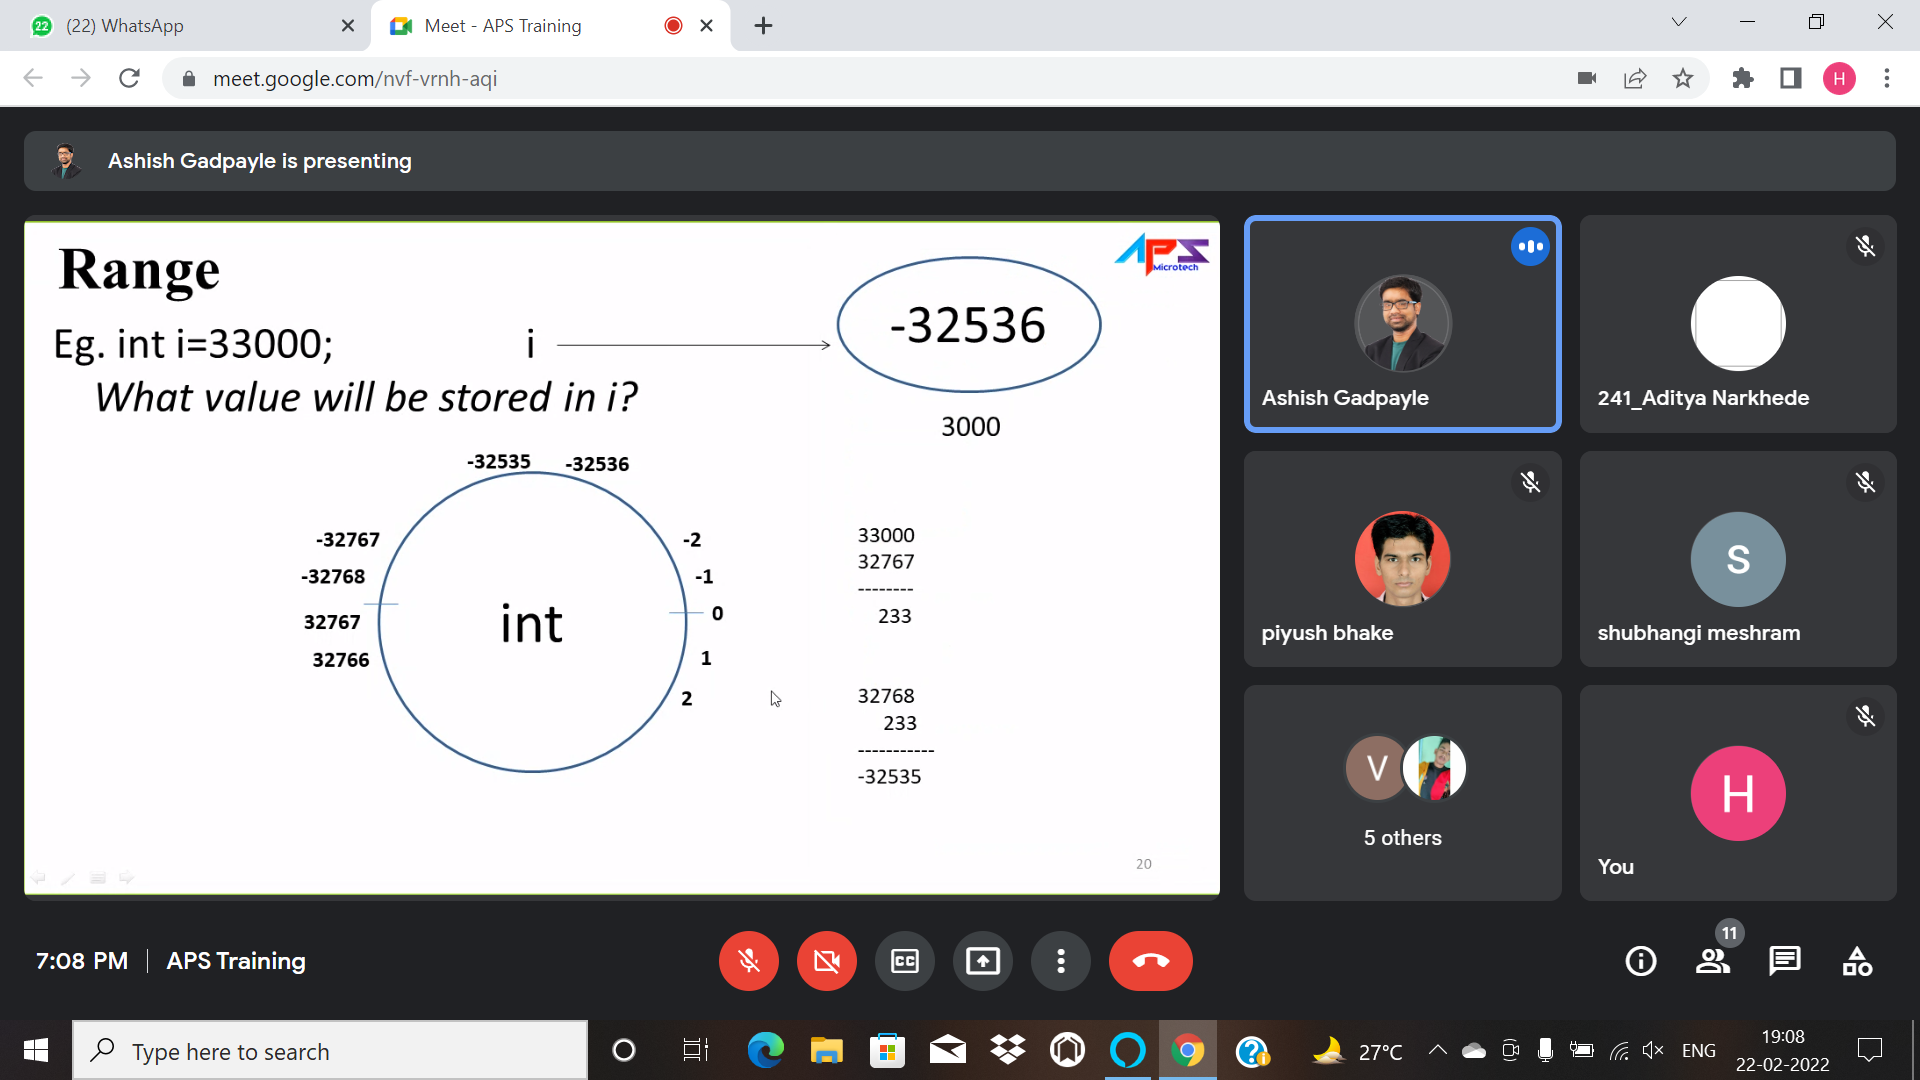 22
(22) WhatsApp
Meet - APS Training
meet.google.com/nvf-vrnh-aqi
H
Ashish Gadpayle is presenting
Range
APS
Microtech
Eg. int i=33000;
i
-32536
What value will be stored in i?
3000
-32535
-32536
-32767
-2
-32768
-1
32767
0
32766
1
2
int
33000
32767
--------
233
32768
233
-----------
-32535
20
Ashish Gadpayle
241_Aditya Narkhede
piyush bhake
S
shubhangi meshram
V
5 others
H
You
7:08 PM
APS Training
CC
11
Type here to search
27°C
ENG
19:08
22-02-2022